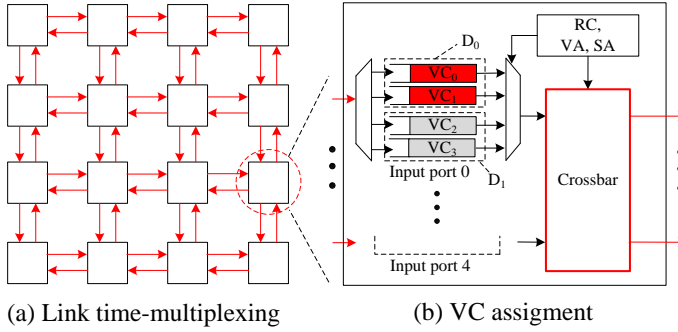 D0
RC,
VA, SA
VC0
VC1
VC2
VC3
Input port 0
D1
Crossbar
Input port 4
(a) Link time-multiplexing
(b) VC assigment